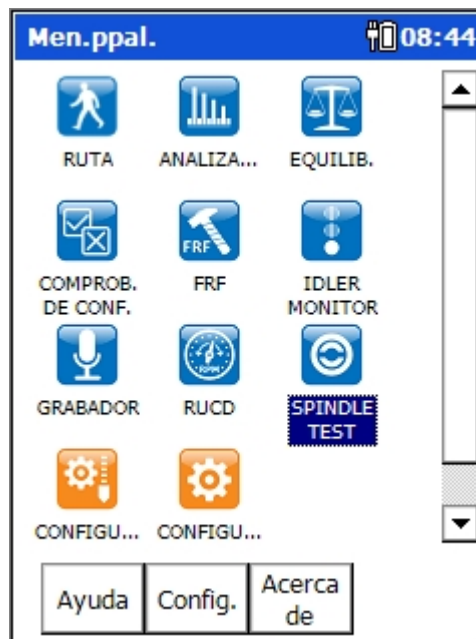 Men.ppal. 08:44
RUTA ANALIZA... EQUILIB.
COMPROB.
DE CONF.
FRF
FRF
IDLER
MONITOR
GRABADOR
RPM
RUCD
SPINDLE
TEST
CONFIGU... CONFIGU...
Ayuda Config. Acerca
de